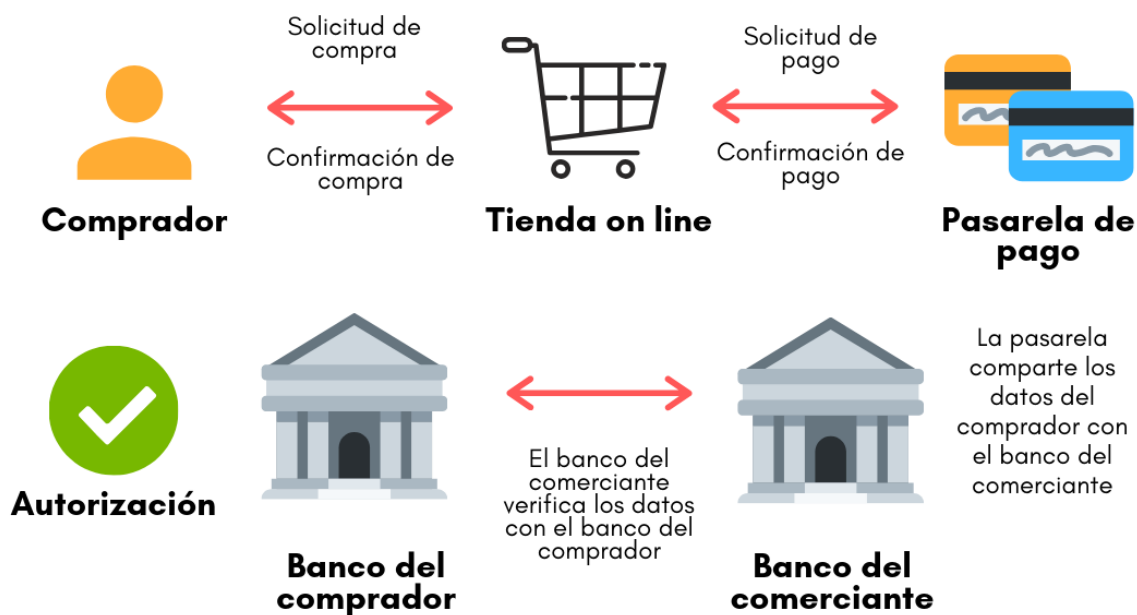 Solicitud de
compra
Confirmación de
compra
Comprador
Tienda on line
Solicitud de
pago
Confirmación de
pago
Pasarela de
pago
Autorización
Banco del
comprador
El banco del
comerciante
verifica los datos
con el banco del
comprador
Banco del
comerciante
La pasarela
comparte los
datos del
comprador con
el banco del
comerciante